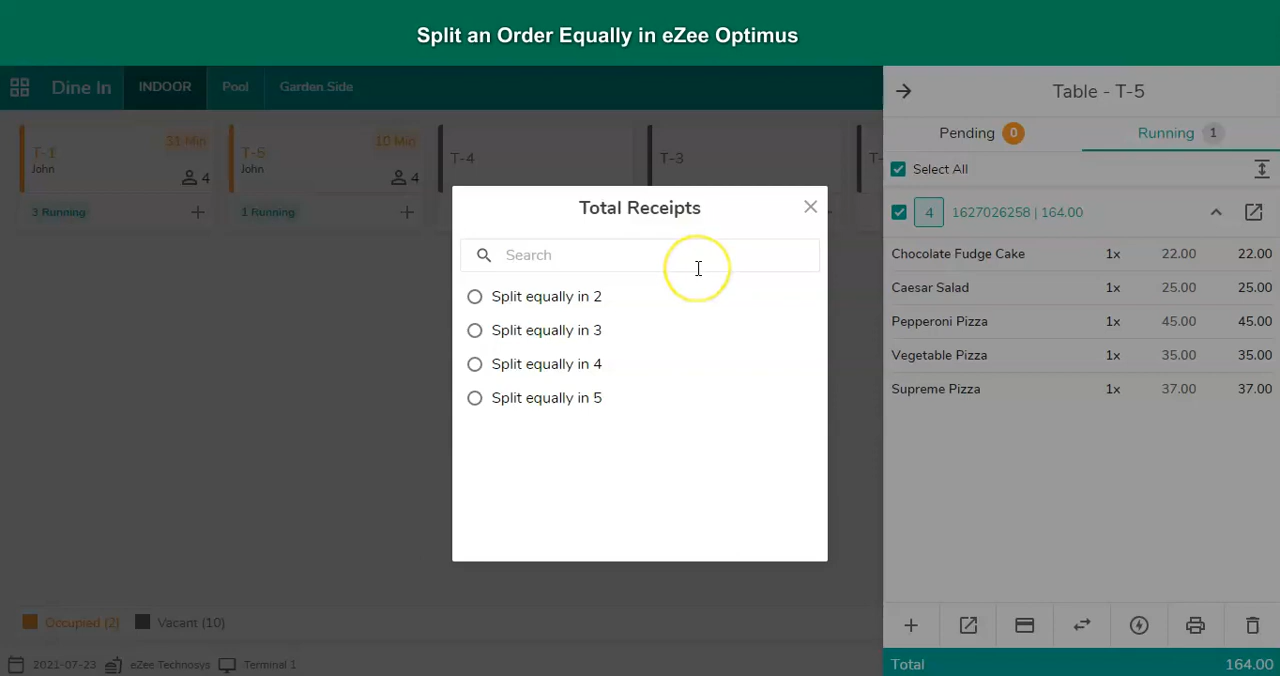 Split an Order Equally in eZee Optimus
Dine In INDOOR Pool Garden Side
T-1 31 Min
John 4
3 Running +
T-5 10 Min
John 4
1 Running +
T-4
T-3
Total Receipts
Search
Split equally in 2
Split equally in 3
Split equally in 4
Split equally in 5
Table - T-5
Pending 0 Running 1
Select All
4 1627026258 | 164.00
Chocolate Fudge Cake 1x 22.00 22.00
Caesar Salad 1x 25.00 25.00
Pepperoni Pizza 1x 45.00 45.00
Vegetable Pizza 1x 35.00 35.00
Supreme Pizza 1x 37.00 37.00
Occupied (2) Vacant (10)
2021-07-23 eZee Technosys Terminal 1
Total 164.00